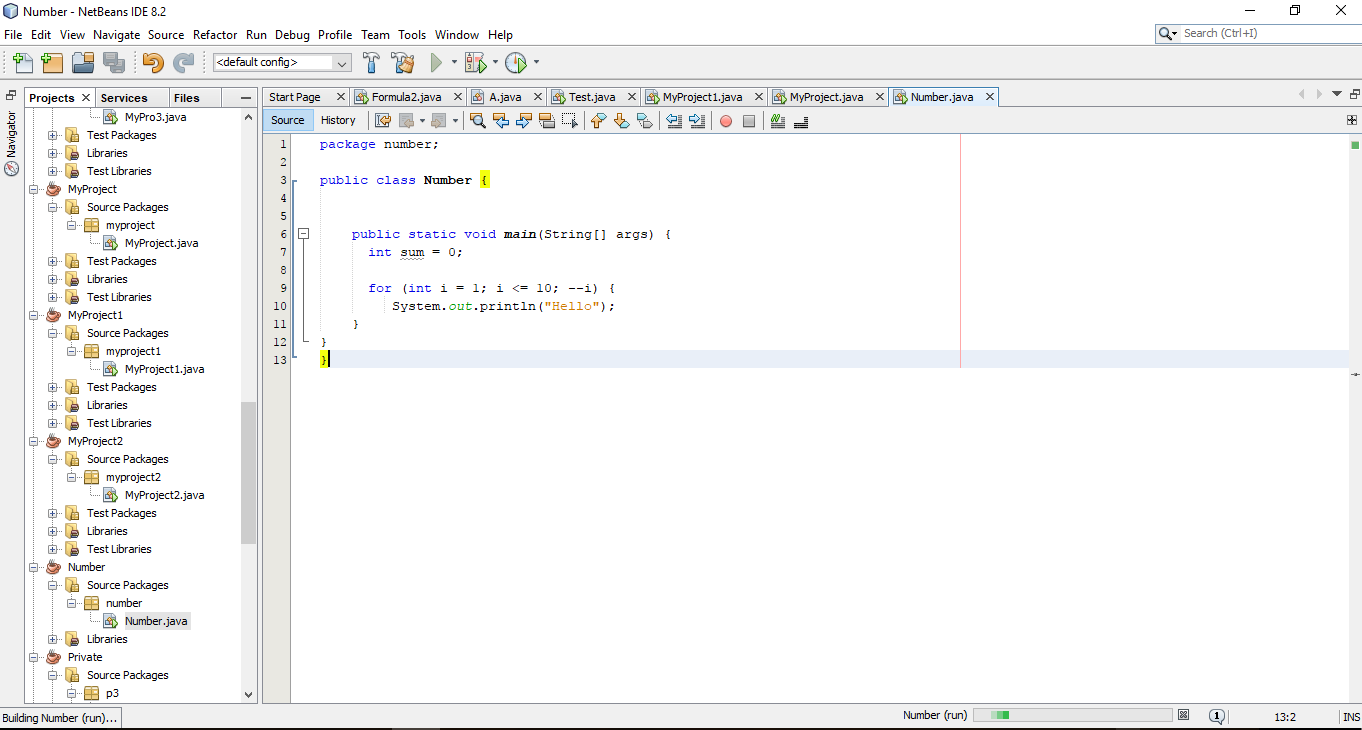 Number - NetBeans IDE 8.2
File Edit View Navigate Source Refactor Run Debug Profile Team Tools Window Help
Search (Ctrl+I)
<default config>
Navigator
Projects Services Files
MyPro3.java
Test Packages
Libraries
Test Libraries
MyProject
Source Packages
myproject
MyProject.java
Test Packages
Libraries
Test Libraries
MyProject1
Source Packages
myproject1
MyProject1.java
Test Packages
Libraries
Test Libraries
MyProject2
Source Packages
myproject2
MyProject2.java
Test Packages
Libraries
Test Libraries
Number
Source Packages
number
Number.java
Libraries
Private
Source Packages
p3
Start Page Formula2.java A.java Test.java MyProject1.java MyProject.java Number.java
Source History
1 package number;
2
3 public class Number {
4
5
6 public static void main(String[] args) {
7 int sum = 0;
8
9 for (int i = 1; i <= 10; --i) {
10 System.out.println("Hello");
11 }
12 }
13 }
Building Number (run)...
Number (run)
1
13:2
INS